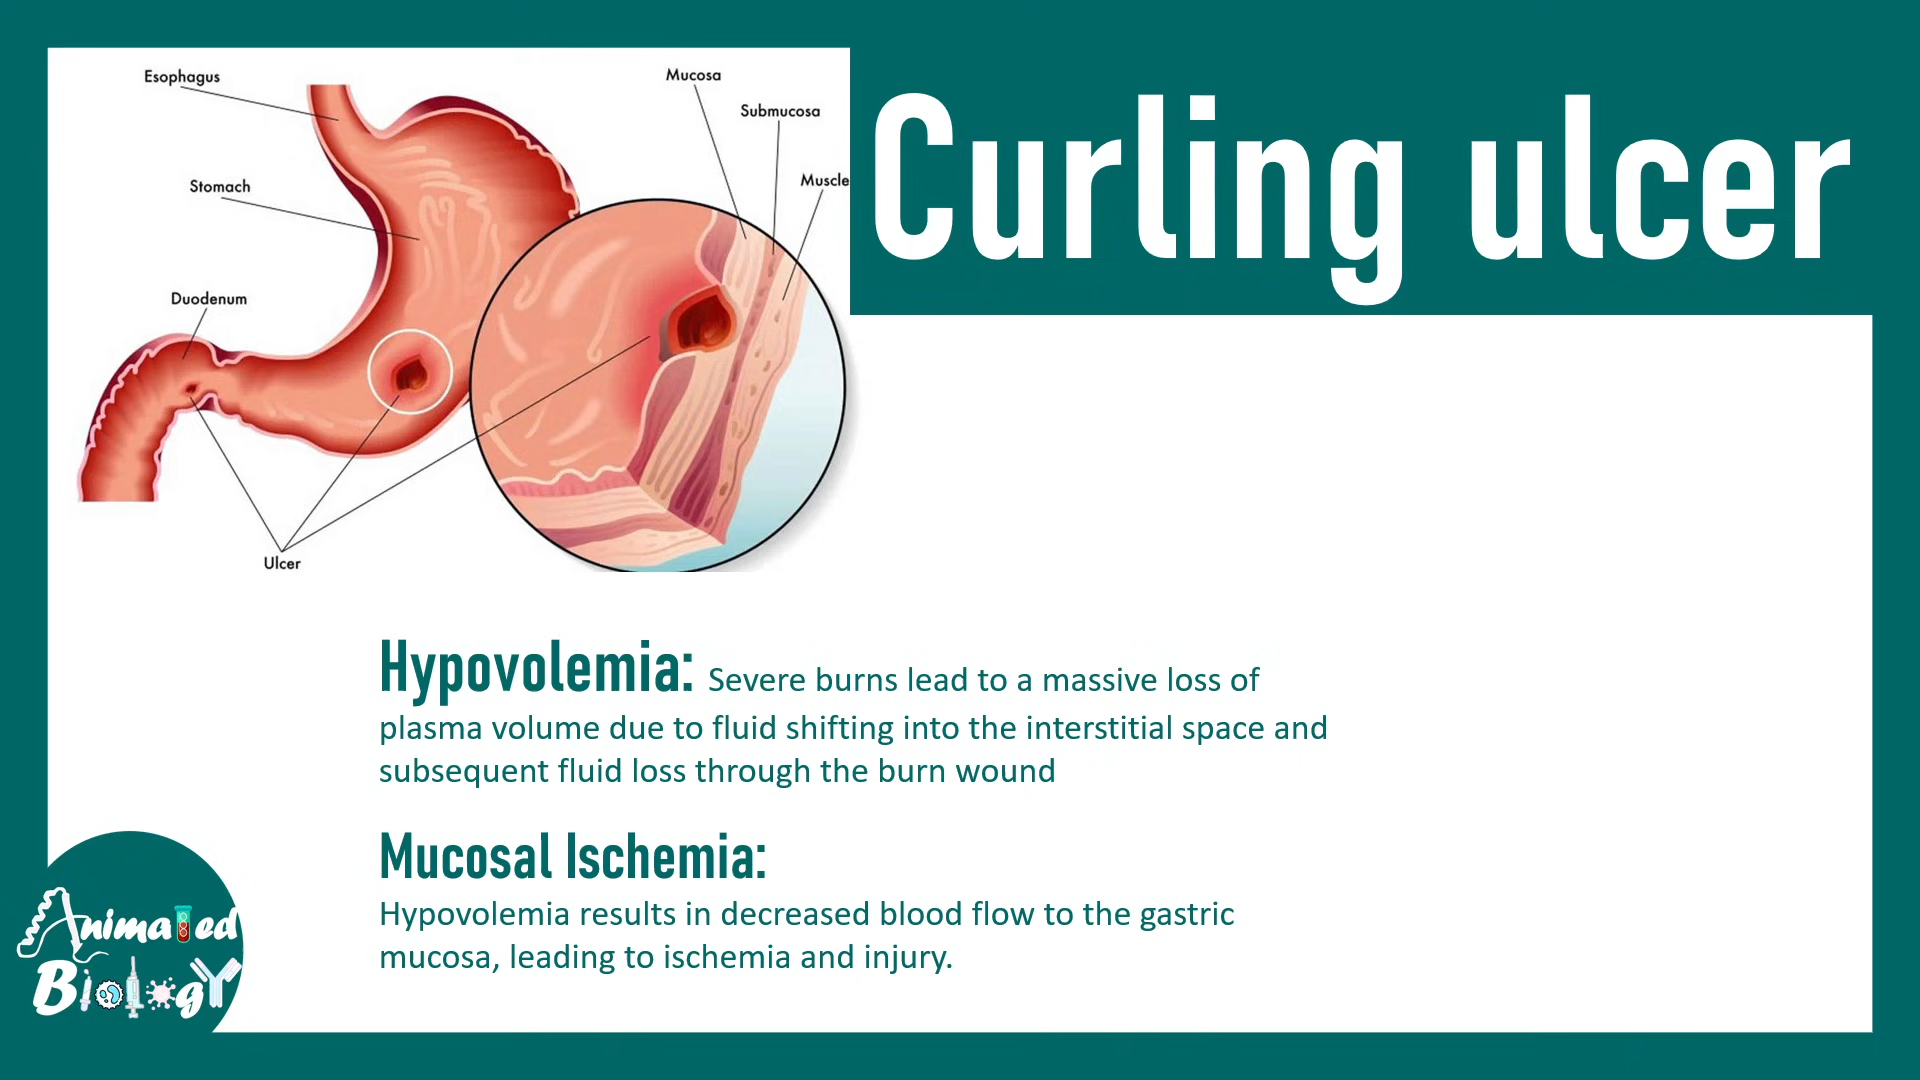 Curling ulcer
Esophagus
Mucosa
Submucosa
Muscle
Stomach
Duodenum
Ulcer
Hypovolemia: Severe burns lead to a massive loss of
plasma volume due to fluid shifting into the interstitial space and
subsequent fluid loss through the burn wound
Mucosal Ischemia:
Hypovolemia results in decreased blood flow to the gastric
mucosa, leading to ischemia and injury.
Animated
Biology